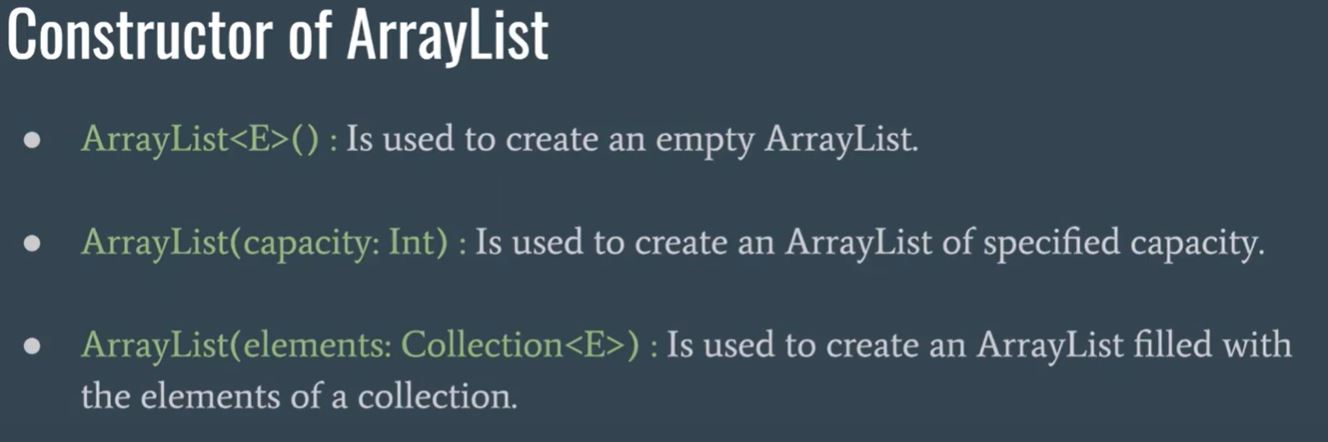 Constructor of ArrayList
● ArrayList<E>() : Is used to create an empty ArrayList.
● ArrayList(capacity: Int) : Is used to create an ArrayList of specified capacity.
● ArrayList(elements: Collection<E>) : Is used to create an ArrayList filled with
the elements of a collection.